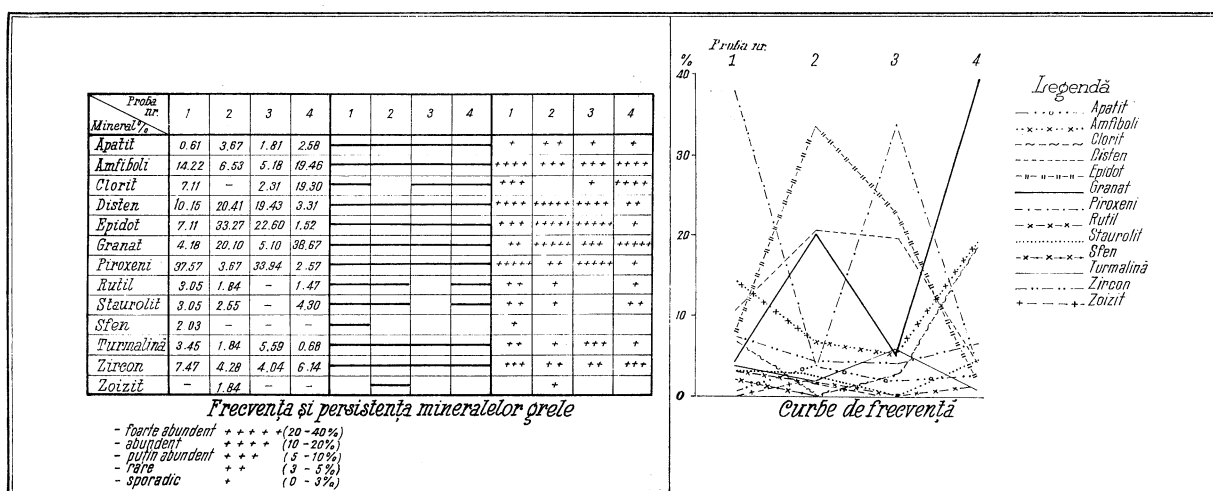 Proba nr.
Mineral % 1 2 3 4 1 2 3 4 1 2 3 4
Apatit 0.61 3.67 1.81 2.58 + ++ + +
Amfiboli 14.22 6.53 5.18 19.46 ++++ +++ +++ ++++
Clorit 7.11 – 2.31 19.30 +++ + ++++
Disten 10.15 20.41 19.43 3.31 ++++ +++++ ++++ ++
Epidot 7.11 33.27 22.60 1.52 +++ +++++ +++++ +
Granat 4.18 20.10 5.10 38.67 ++ +++++ +++ +++++
Piroxeni 37.57 3.67 33.94 2.57 +++++ ++ +++++ +
Rutil 3.05 1.84 – 1.47 ++ + +
Staurolit 3.05 2.55 – 4.30 ++ + ++
Sfen 2.03 – – – +
Turmalină 3.45 1.84 5.59 0.68 ++ + +++ +
Zircon 7.47 4.28 4.04 6.14 +++ ++ ++ +++
Zoizit – 1.84 – – +
Frecvența și persistența mineralelor grele
- foarte abundent + + + + + (20 - 40%)
- abundent + + + + (10 - 20%)
- puțin abundent + + + (5 - 10%)
- rare + + (3 - 5%)
- sporadic + (0 - 3%)
Proba nr.
% 1 2 3 4
40
30
20
10
0
Curbe de frecvență
Legendă
Apatit
Amfiboli
Clorit
Disten
Epidot
Granat
Piroxeni
Rutil
Staurolit
Sfen
Turmalină
Zircon
Zoizit